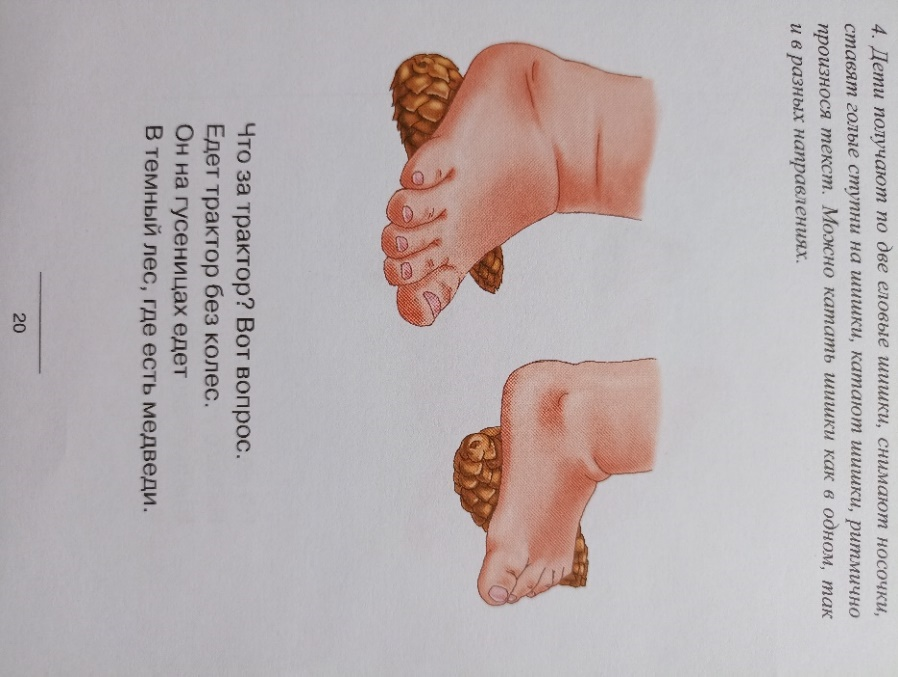 4. Дети получают по две еловые шишки, снимают носочки,
ставят голые ступни на шишки, катают шишки, ритмично
произнося текст. Можно катать шишки как в одном, так
и в разных направлениях.
Что за трактор? Вот вопрос.
Едет трактор без колес.
Он на гусеницах едет
В темный лес, где есть медведи.
20